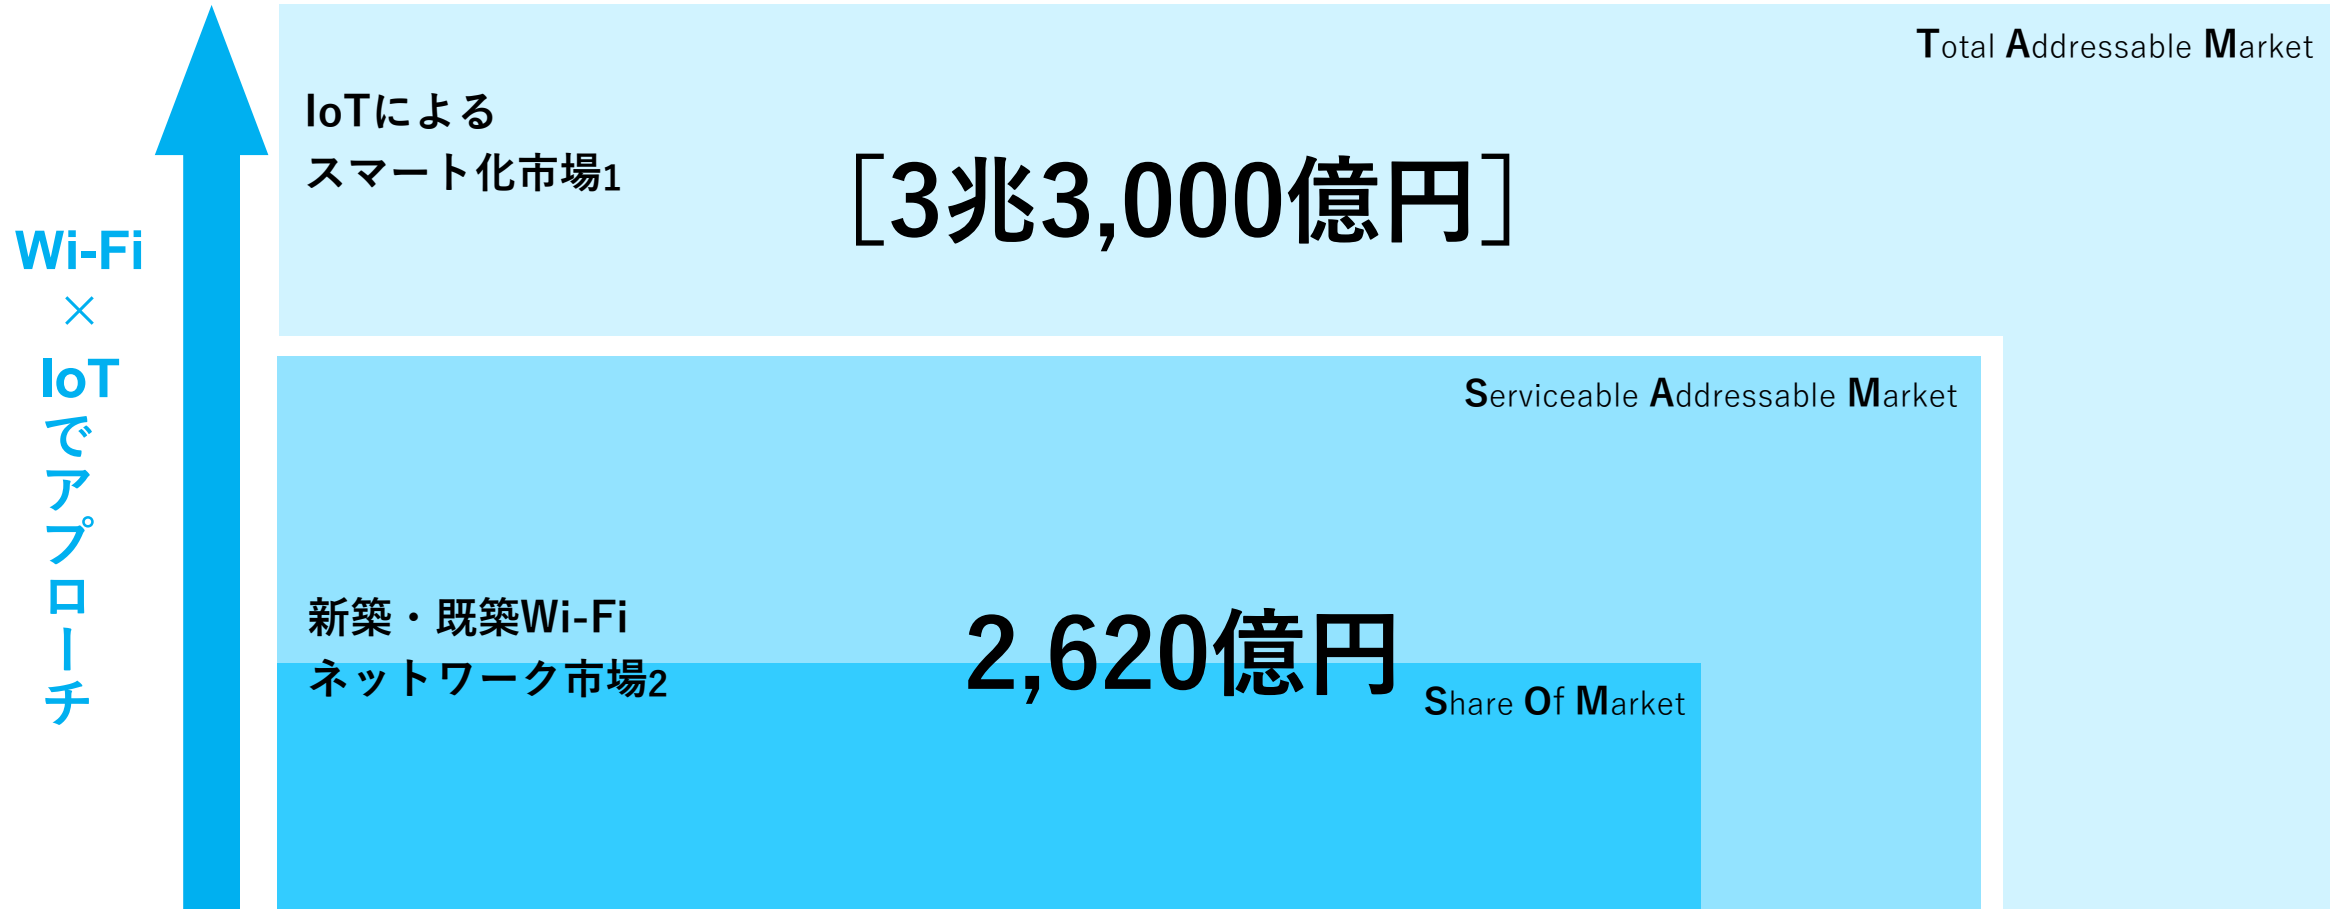 Total Addressable Market
IoTによる
スマート化市場1
［3兆3,000億円］
Wi-Fi
×
IoT
でアプローチ
Serviceable Addressable Market
新築・既築Wi-Fi
ネットワーク市場2
2,620億円
Share Of Market